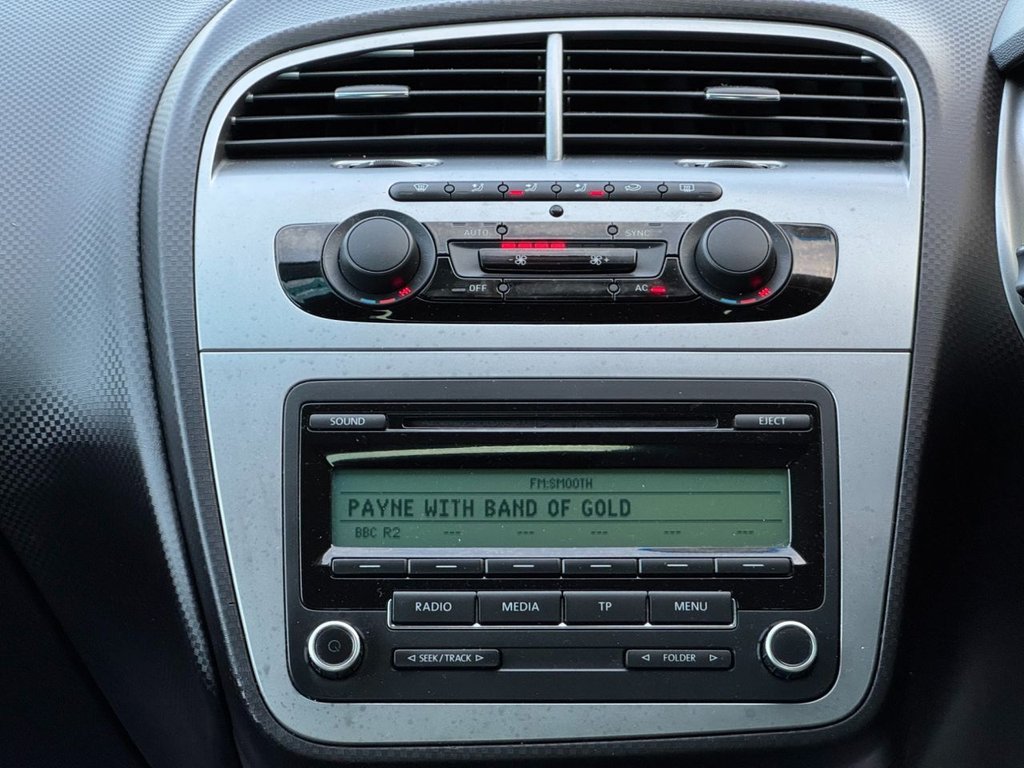 AUTO SYNC
- +
OFF AC
SOUND EJECT
FM:SMOOTH
PAYNE WITH BAND OF GOLD
BBC R2 --- --- --- --- ---
RADIO MEDIA TP MENU
SEEK/TRACK FOLDER